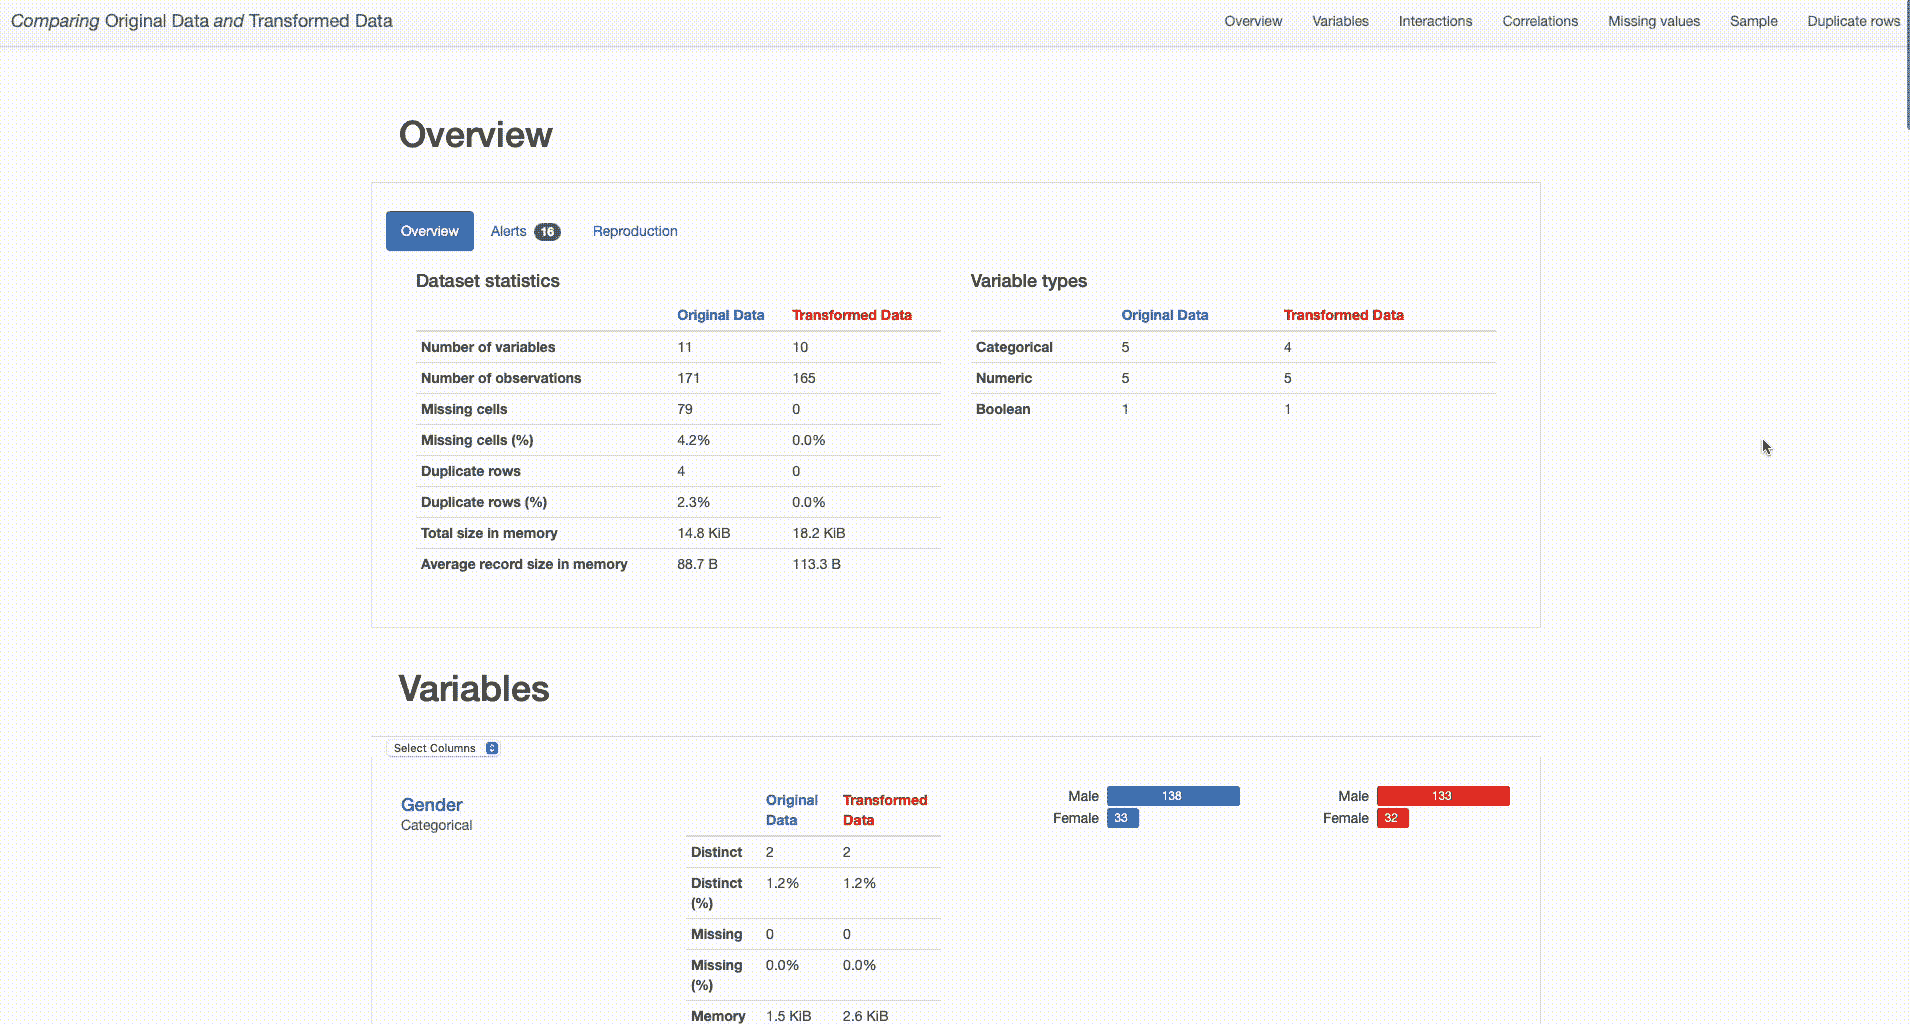 Comparing Original Data and Transformed Data
Overview Variables Interactions Correlations Missing values Sample Duplicate rows
Overview
Overview Alerts 16 Reproduction
Dataset statistics
Original Data Transformed Data
Number of variables 11 10
Number of observations 171 165
Missing cells 79 0
Missing cells (%) 4.2% 0.0%
Duplicate rows 4 0
Duplicate rows (%) 2.3% 0.0%
Total size in memory 14.8 KiB 18.2 KiB
Average record size in memory 88.7 B 113.3 B
Variable types
Original Data Transformed Data
Categorical 5 4
Numeric 5 5
Boolean 1 1
Variables
Select Columns
Gender
Categorical
Original Transformed
Data Data
Distinct 2 2
Distinct 1.2% 1.2%
(%)
Missing 0 0
Missing 0.0% 0.0%
(%)
Memory 1.5 KiB 2.6 KiB
Male 138
Female 33
Male 133
Female 32